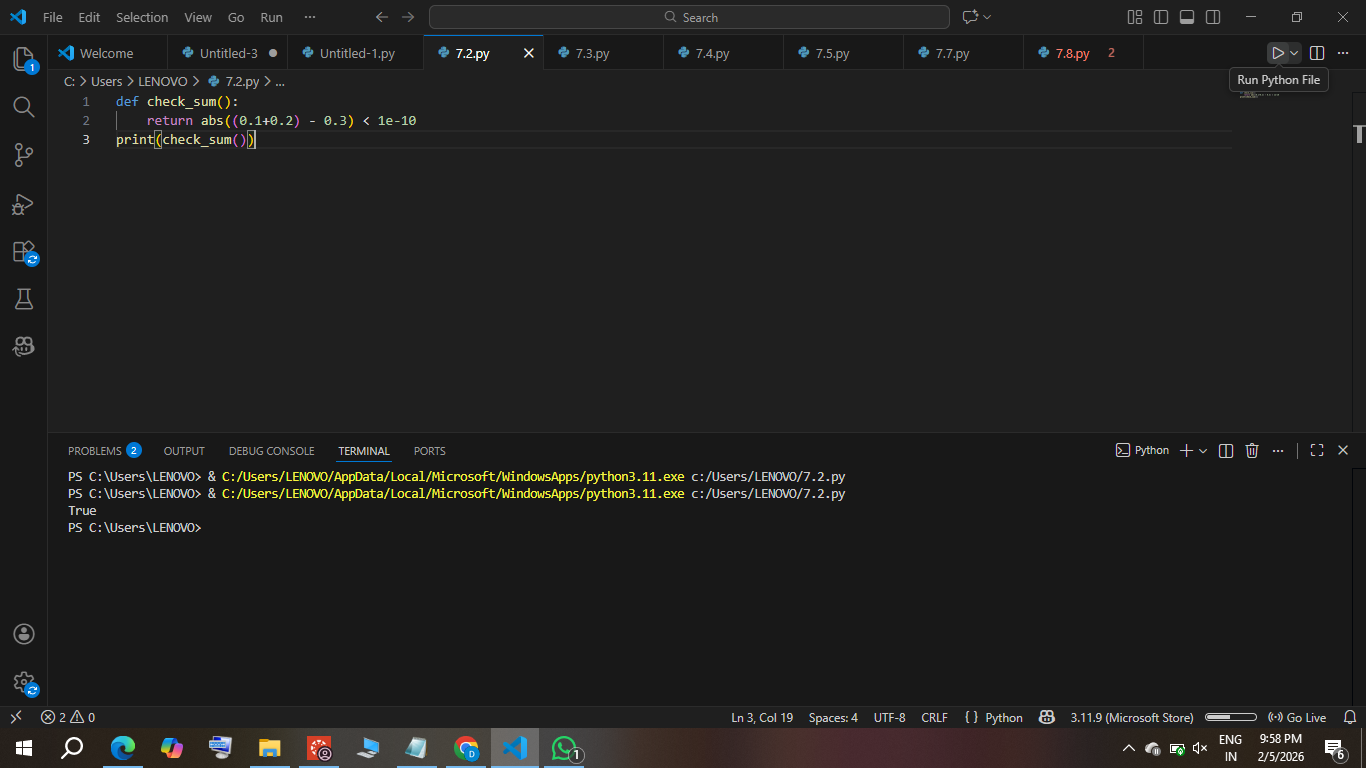 File Edit Selection View Go Run ··· Search
Welcome Untitled-3 Untitled-1.py 7.2.py 7.3.py 7.4.py 7.5.py 7.7.py 7.8.py 2
Run Python File
C: > Users > LENOVO > 7.2.py > ...
1 def check_sum():
2 return abs((0.1+0.2) - 0.3) < 1e-10
3 print(check_sum())
1
PROBLEMS 2 OUTPUT DEBUG CONSOLE TERMINAL PORTS Python
PS C:\Users\LENOVO> & C:/Users/LENOVO/AppData/Local/Microsoft/WindowsApps/python3.11.exe c:/Users/LENOVO/7.2.py
PS C:\Users\LENOVO> & C:/Users/LENOVO/AppData/Local/Microsoft/WindowsApps/python3.11.exe c:/Users/LENOVO/7.2.py
True
PS C:\Users\LENOVO>
2 0 Ln 3, Col 19 Spaces: 4 UTF-8 CRLF { } Python 3.11.9 (Microsoft Store) Go Live
D 1 ENG 9:58 PM 6
IN 2/5/2026